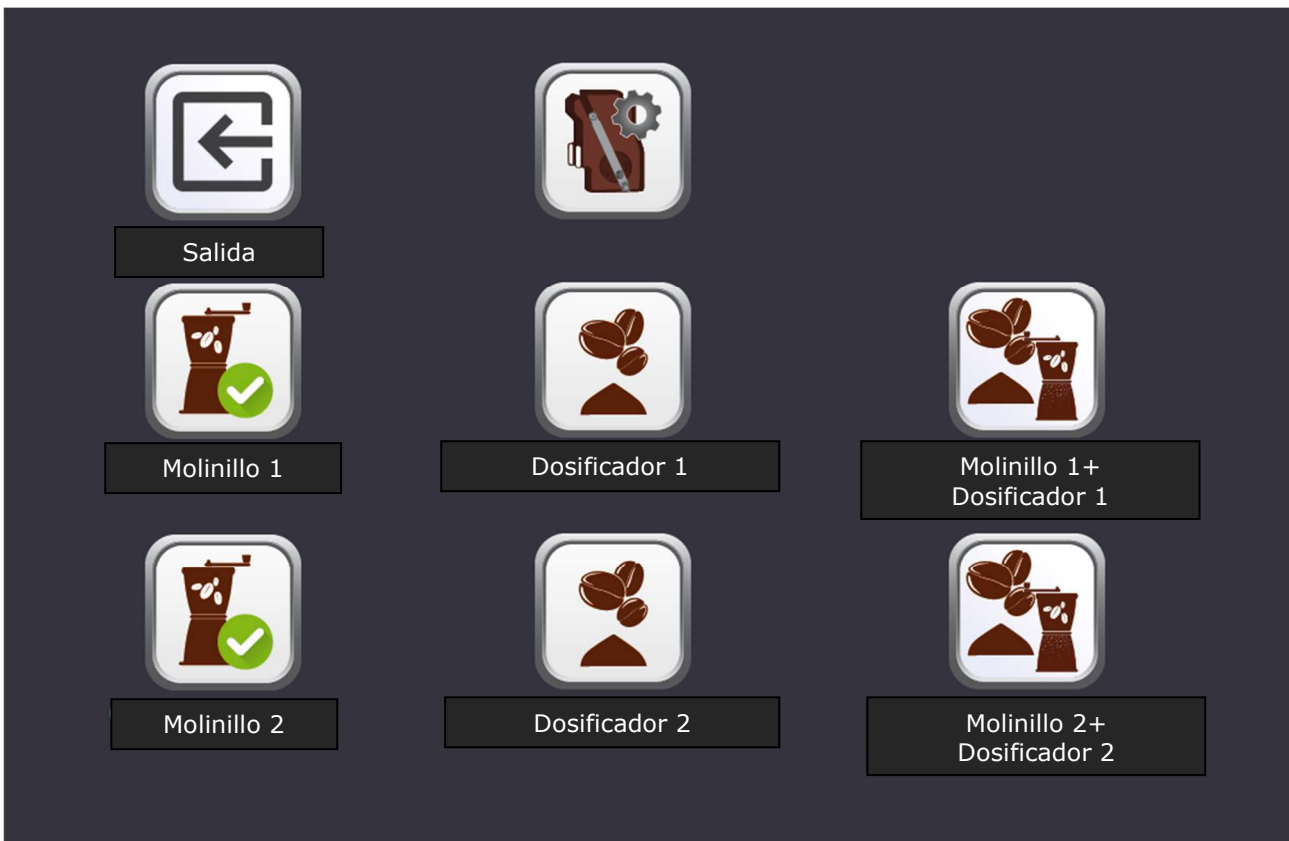 Salida
Molinillo 1
Dosificador 1
Molinillo 1+
Dosificador 1
Molinillo 2
Dosificador 2
Molinillo 2+
Dosificador 2